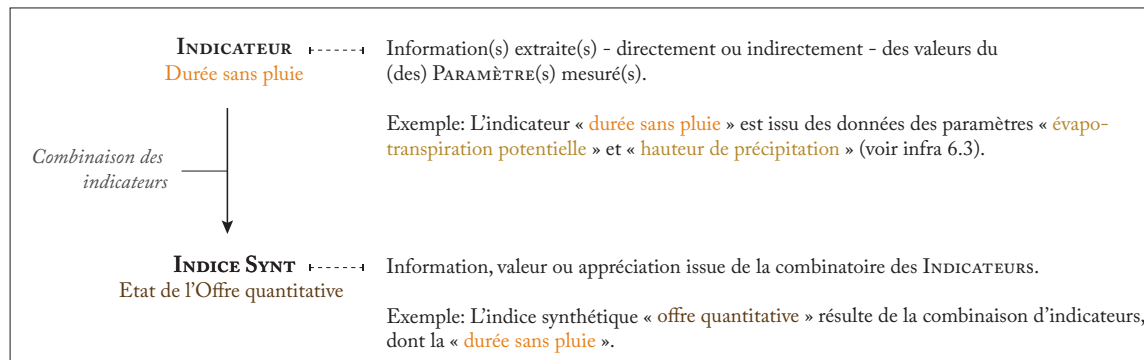 INDICATEUR
Durée sans pluie
Information(s) extraite(s) - directement ou indirectement - des valeurs du
(des) PARAMÈTRE(s) mesuré(s).
Exemple: L'indicateur « durée sans pluie » est issu des données des paramètres « évapo-
transpiration potentielle » et « hauteur de précipitation » (voir infra 6.3).
Combinaison des
indicateurs
INDICE SYNT
Etat de l'Offre quantitative
Information, valeur ou appréciation issue de la combinatoire des INDICATEURS.
Exemple: L'indice synthétique « offre quantitative » résulte de la combinaison d'indicateurs,
dont la « durée sans pluie ».